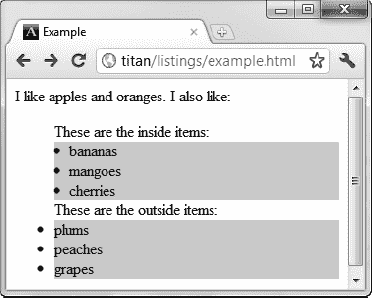 Example
titan/listings/example.html
I like apples and oranges. I also like:
These are the inside items:
bananas
mangoes
cherries
These are the outside items:
plums
peaches
grapes